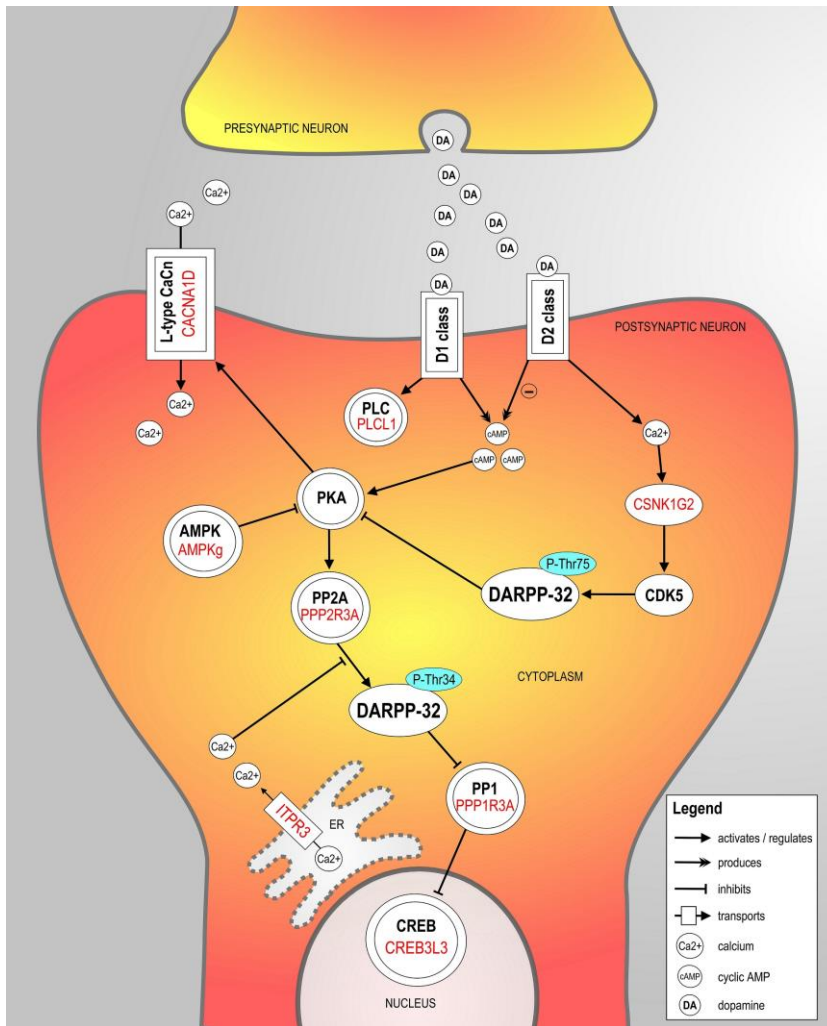 PRESYNAPTIC NEURON
DA
DA
DA
DA
DA
DA
DA
DA
DA
Ca2+
Ca2+
L-type CaCn
CACNA1D
D1 class
D2 class
POSTSYNAPTIC NEURON
Ca2+
Ca2+
PLC
PLCL1
cAMP
cAMP
cAMP
Ca2+
PKA
CSNK1G2
AMPK
AMPKg
P-Thr75
DARPP-32
CDK5
PP2A
PPP2R3A
CYTOPLASM
P-Thr34
DARPP-32
Ca2+
Ca2+
ITPR3
ER
Ca2+
PP1
PPP1R3A
CREB
CREB3L3
NUCLEUS
Legend
activates / regulates
produces
inhibits
transports
Ca2+ calcium
cAMP cyclic AMP
DA dopamine